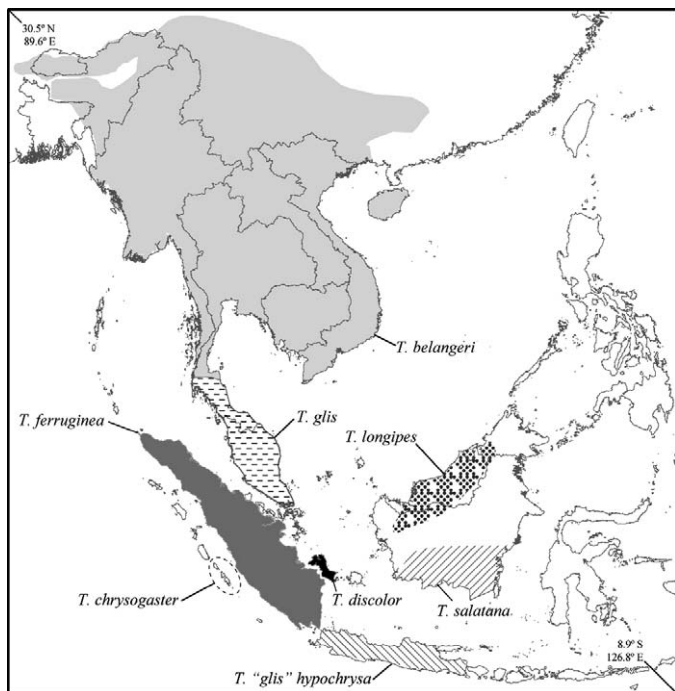 30.5° N
89.6° E
T. belangeri
T. ferruginea
T. glis
T. longipes
T. chrysogaster
T. discolor
T. salatana
8.9° S
126.8° E
T. "glis" hypochrysa